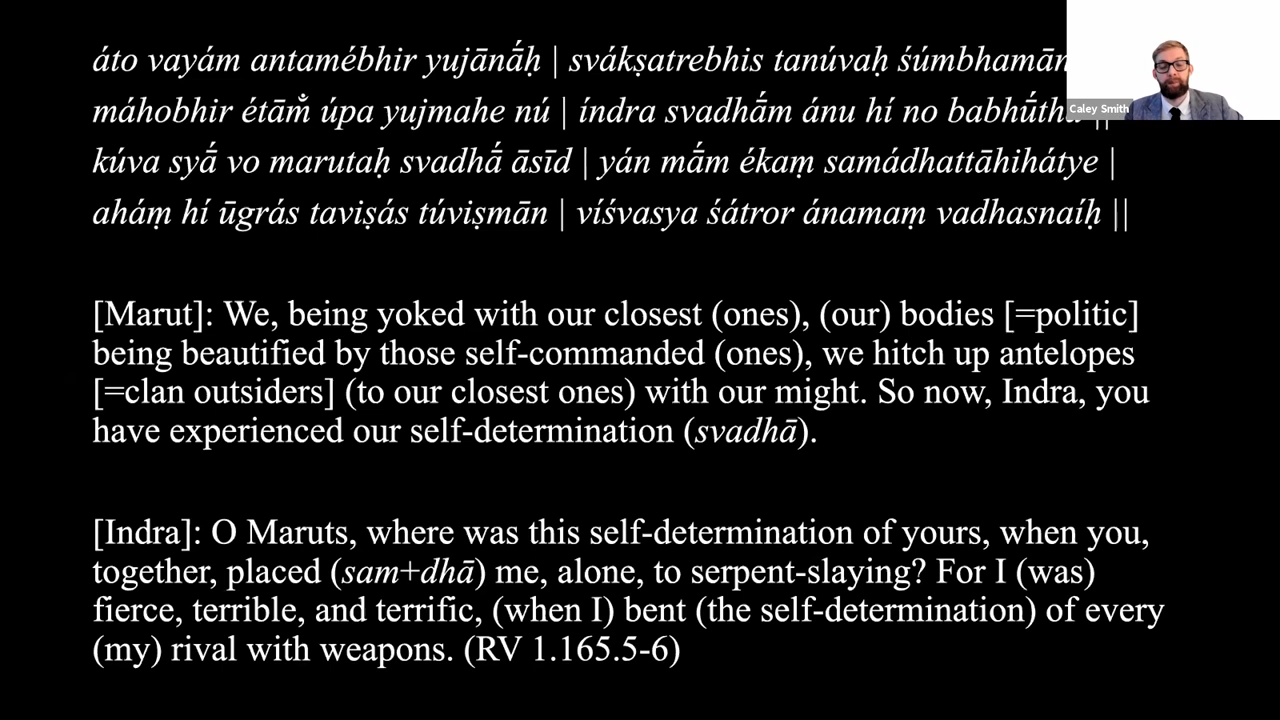 áto vayám antamébhir yujānā́ḥ | svákṣatrebhis tanúvaḥ śúmbhamān
máhobhir étām̐̇ úpa yujmahe nú | índra svadhā́m ánu hí no babhū́tha ||
kúva syā́ vo marutaḥ svadhā́ āsīd | yán mā́m ékaṃ samádhattāhihátye |
aháṃ hí ūgrás taviṣás túviṣmān | víśvasya śátror ánamaṃ vadhasnaíḥ ||
Caley Smith
[Marut]: We, being yoked with our closest (ones), (our) bodies [=politic]
being beautified by those self-commanded (ones), we hitch up antelopes
[=clan outsiders] (to our closest ones) with our might. So now, Indra, you
have experienced our self-determination (svadhā).
[Indra]: O Maruts, where was this self-determination of yours, when you,
together, placed (sam+dhā) me, alone, to serpent-slaying? For I (was)
fierce, terrible, and terrific, (when I) bent (the self-determination) of every
(my) rival with weapons. (RV 1.165.5-6)